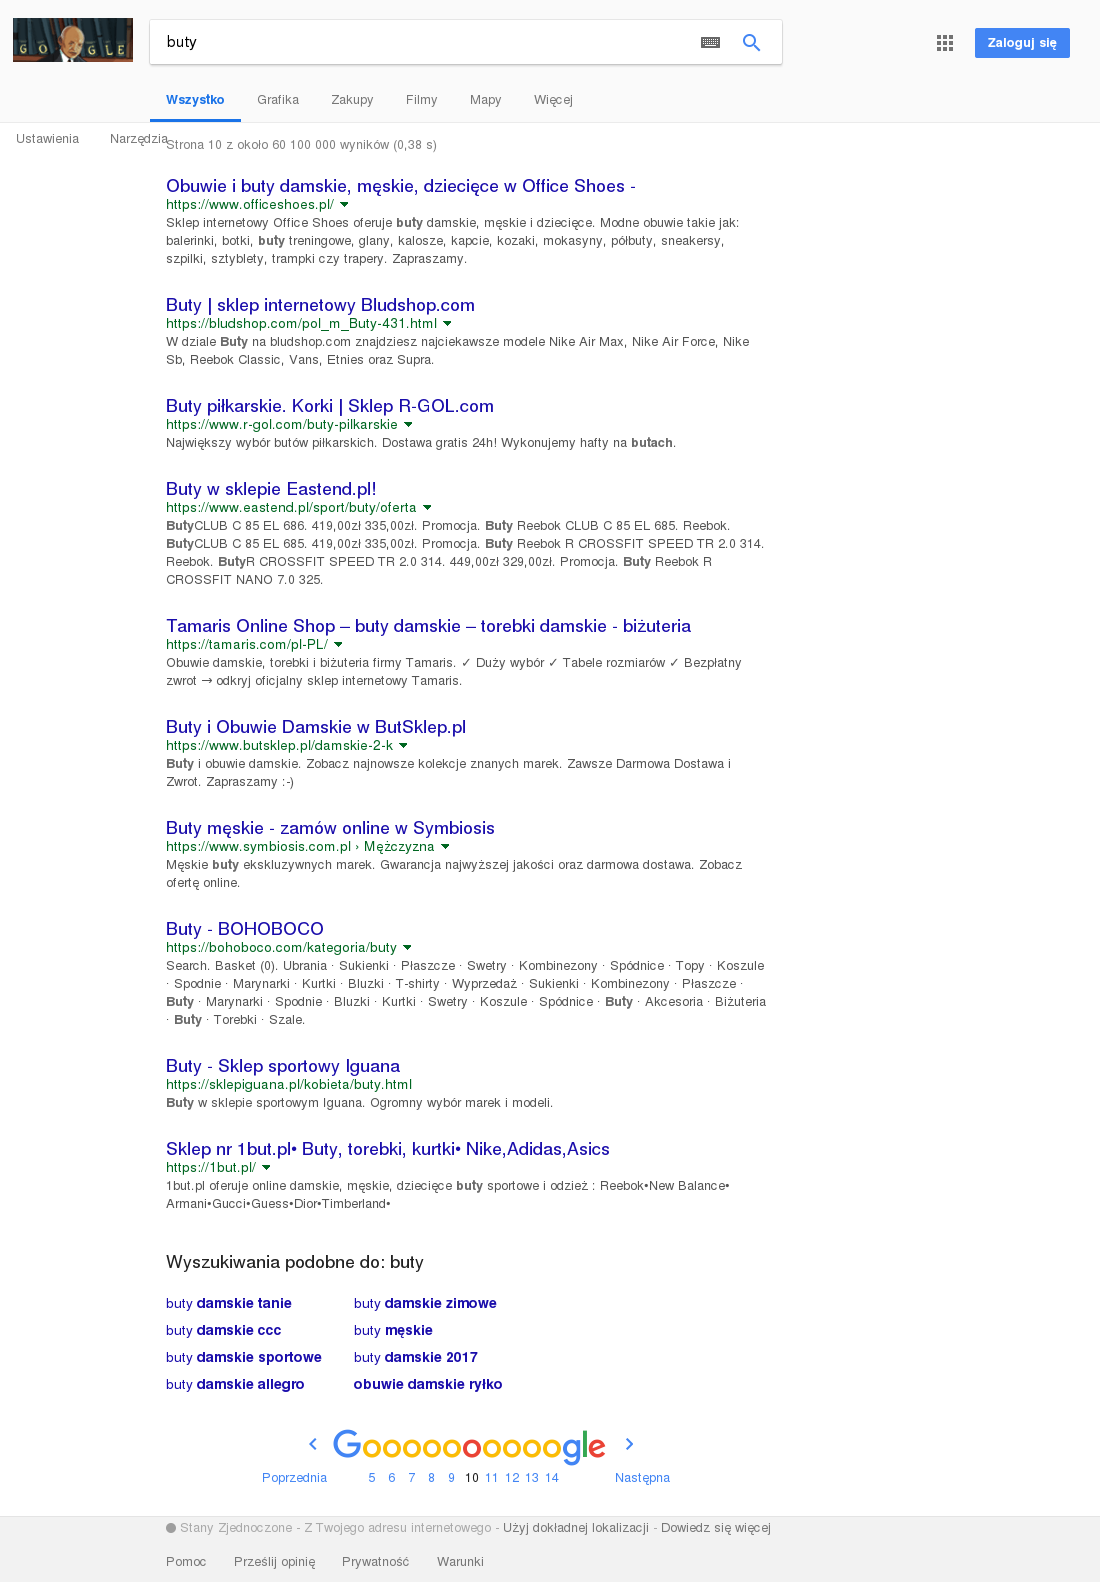 GOOGLE
buty
Zaloguj się
Wszystko Grafika Zakupy Filmy Mapy Więcej
Ustawienia Narzędzia
Strona 10 z około 60 100 000 wyników (0,38 s)
Obuwie i buty damskie, męskie, dziecięce w Office Shoes -
https://www.officeshoes.pl/
Sklep internetowy Office Shoes oferuje buty damskie, męskie i dziecięce. Modne obuwie takie jak:
balerinki, botki, buty treningowe, glany, kalosze, kapcie, kozaki, mokasyny, półbuty, sneakersy,
szpilki, sztyblety, trampki czy trapery. Zapraszamy.
Buty | sklep internetowy Bludshop.com
https://bludshop.com/pol_m_Buty-431.html
W dziale Buty na bludshop.com znajdziesz najciekawsze modele Nike Air Max, Nike Air Force, Nike
Sb, Reebok Classic, Vans, Etnies oraz Supra.
Buty piłkarskie. Korki | Sklep R-GOL.com
https://www.r-gol.com/buty-pilkarskie
Największy wybór butów piłkarskich. Dostawa gratis 24h! Wykonujemy hafty na butach.
Buty w sklepie Eastend.pl!
https://www.eastend.pl/sport/buty/oferta
ButyCLUB C 85 EL 686. 419,00zł 335,00zł. Promocja. Buty Reebok CLUB C 85 EL 685. Reebok.
ButyCLUB C 85 EL 685. 419,00zł 335,00zł. Promocja. Buty Reebok R CROSSFIT SPEED TR 2.0 314.
Reebok. ButyR CROSSFIT SPEED TR 2.0 314. 449,00zł 329,00zł. Promocja. Buty Reebok R
CROSSFIT NANO 7.0 325.
Tamaris Online Shop – buty damskie – torebki damskie - biżuteria
https://tamaris.com/pl-PL/
Obuwie damskie, torebki i biżuteria firmy Tamaris. ✓ Duży wybór ✓ Tabele rozmiarów ✓ Bezpłatny
zwrot → odkryj oficjalny sklep internetowy Tamaris.
Buty i Obuwie Damskie w ButSklep.pl
https://www.butsklep.pl/damskie-2-k
Buty i obuwie damskie. Zobacz najnowsze kolekcje znanych marek. Zawsze Darmowa Dostawa i
Zwrot. Zapraszamy :-)
Buty męskie - zamów online w Symbiosis
https://www.symbiosis.com.pl › Mężczyzna
Męskie buty ekskluzywnych marek. Gwarancja najwyższej jakości oraz darmowa dostawa. Zobacz
ofertę online.
Buty - BOHOBOCO
https://bohoboco.com/kategoria/buty
Search. Basket (0). Ubrania · Sukienki · Płaszcze · Swetry · Kombinezony · Spódnice · Topy · Koszule
· Spodnie · Marynarki · Kurtki · Bluzki · T-shirty · Wyprzedaż · Sukienki · Kombinezony · Płaszcze ·
Buty · Marynarki · Spodnie · Bluzki · Kurtki · Swetry · Koszule · Spódnice · Buty · Akcesoria · Biżuteria
· Buty · Torebki · Szale.
Buty - Sklep sportowy Iguana
https://sklepiguana.pl/kobieta/buty.html
Buty w sklepie sportowym Iguana. Ogromny wybór marek i modeli.
Sklep nr 1but.pl• Buty, torebki, kurtki• Nike,Adidas,Asics
https://1but.pl/
1but.pl oferuje online damskie, męskie, dziecięce buty sportowe i odzież : Reebok•New Balance•
Armani•Gucci•Guess•Dior•Timberland•
Wyszukiwania podobne do: buty
buty damskie tanie buty damskie zimowe
buty damskie ccc buty męskie
buty damskie sportowe buty damskie 2017
buty damskie allegro obuwie damskie ryłko
Goooooooooogle
Poprzednia 5 6 7 8 9 10 11 12 13 14 Następna
Stany Zjednoczone - Z Twojego adresu internetowego - Użyj dokładnej lokalizacji - Dowiedz się więcej
Pomoc Prześlij opinię Prywatność Warunki